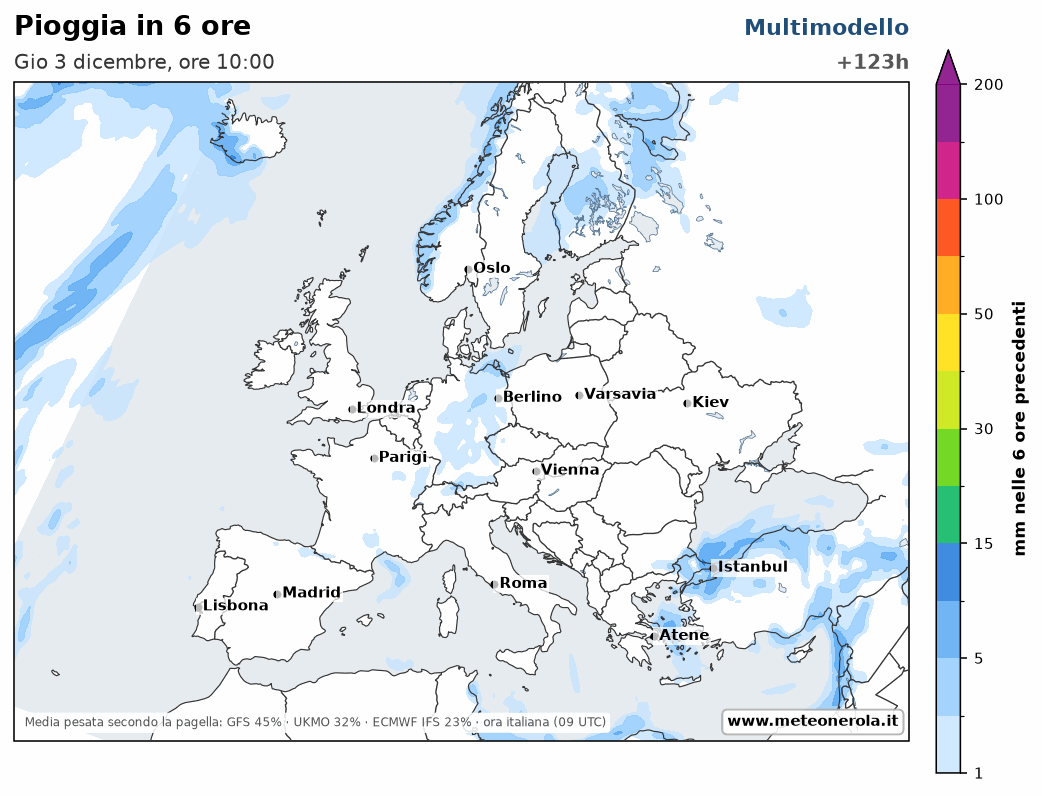 Pioggia in 6 ore
Multimodello
Gio 3 dicembre, ore 10:00
+123h
200
100
50
30
15
5
1
mm nelle 6 ore precedenti
Oslo
Berlino
Varsavia
Kiev
Londra
Parigi
Vienna
Istanbul
Roma
Madrid
Lisbona
Atene
Media pesata secondo la pagella: GFS 45% · UKMO 32% · ECMWF IFS 23% · ora italiana (09 UTC)
www.meteonerola.it